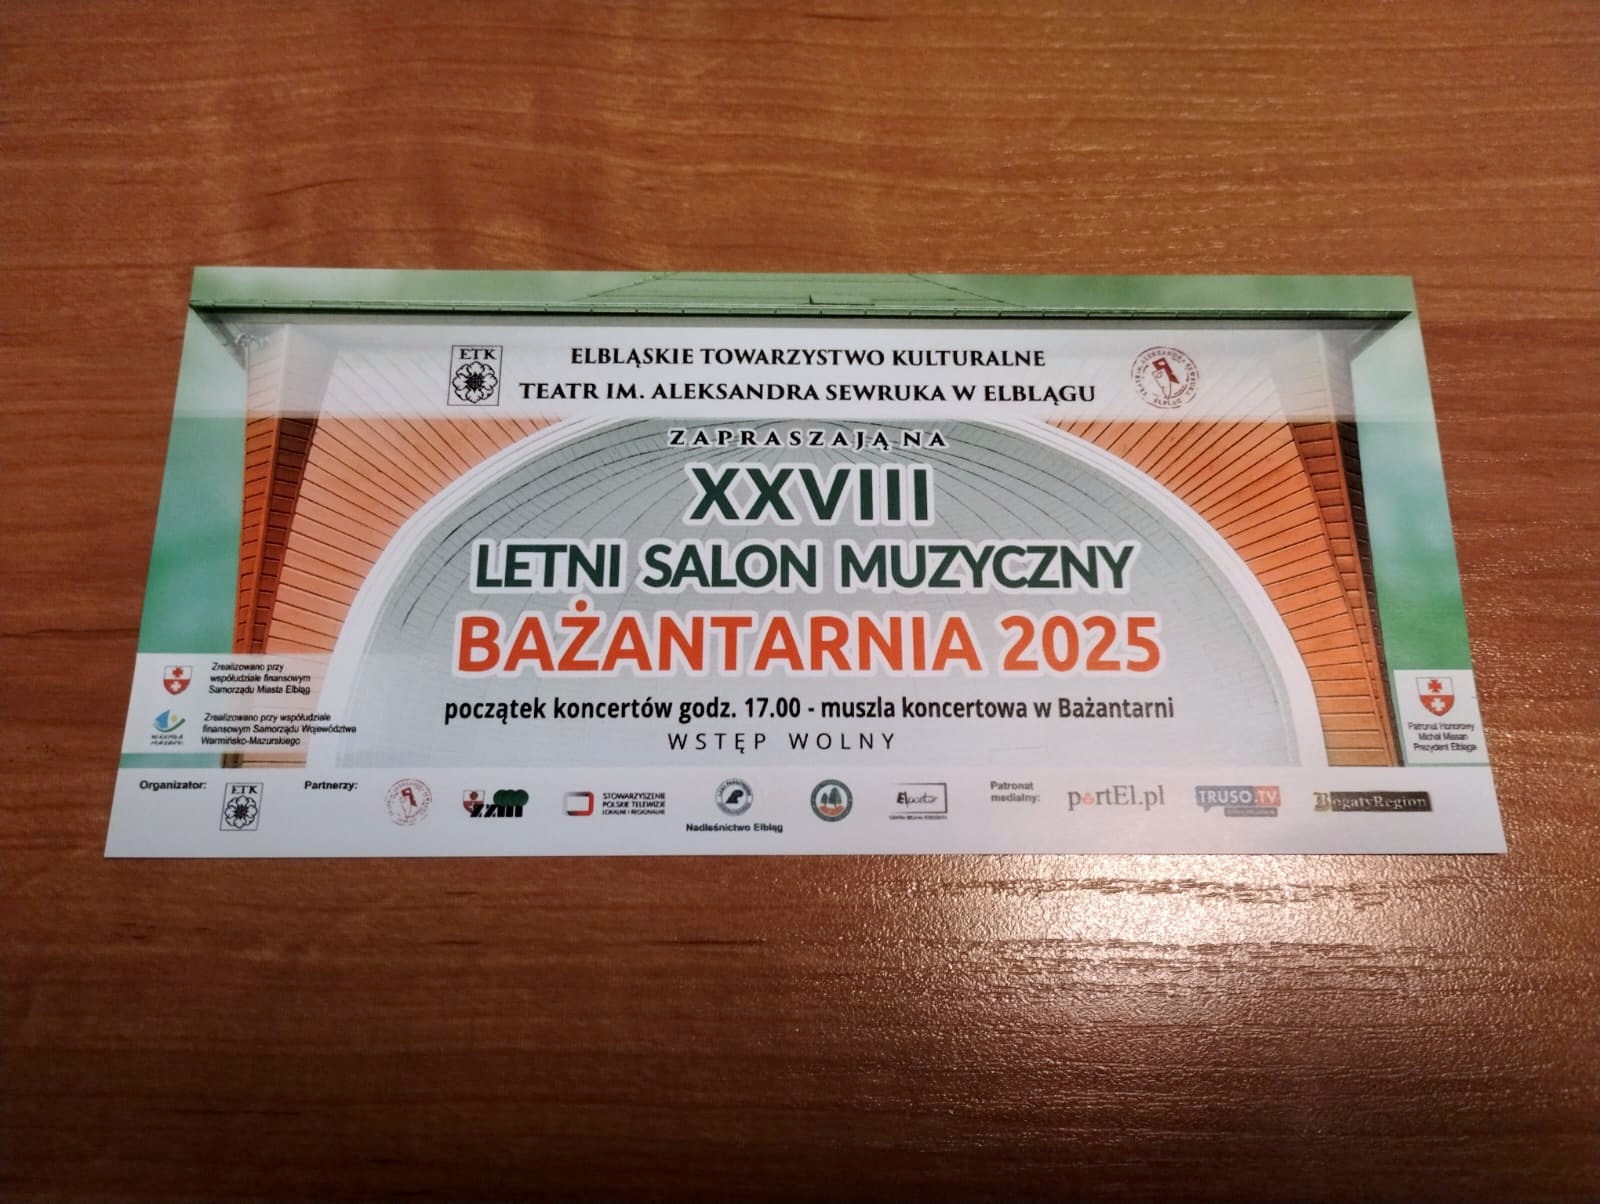 ETK
ELBLĄSKIE TOWARZYSTWO KULTURALNE
TEATR IM. ALEKSANDRA SEWRUKA W ELBLĄGU
ZAPRASZAJĄ NA
XXVIII
LETNI SALON MUZYCZNY
BAŻANTARNIA 2025
początek koncertów godz. 17.00 - muszla koncertowa w Bażantarni
WSTĘP WOLNY
Zrealizowano przy
współudziale finansowym
Samorządu Miasta Elbląg
Zrealizowano przy współudziale
finansowym Samorządu Województwa
Warmińsko-Mazurskiego
Patronat Honorowy
Michał Missan
Prezydent Elbląga
Organizator:
ETK
Partnerzy:
zzm
STOWARZYSZENIE
POLSKIE TELEWIZJE
LOKALNE I REGIONALNE
Nadleśnictwo Elbląg
Elportor
Patronat
medialny:
portEl.pl
TRUSO.TV
BogatyRegion